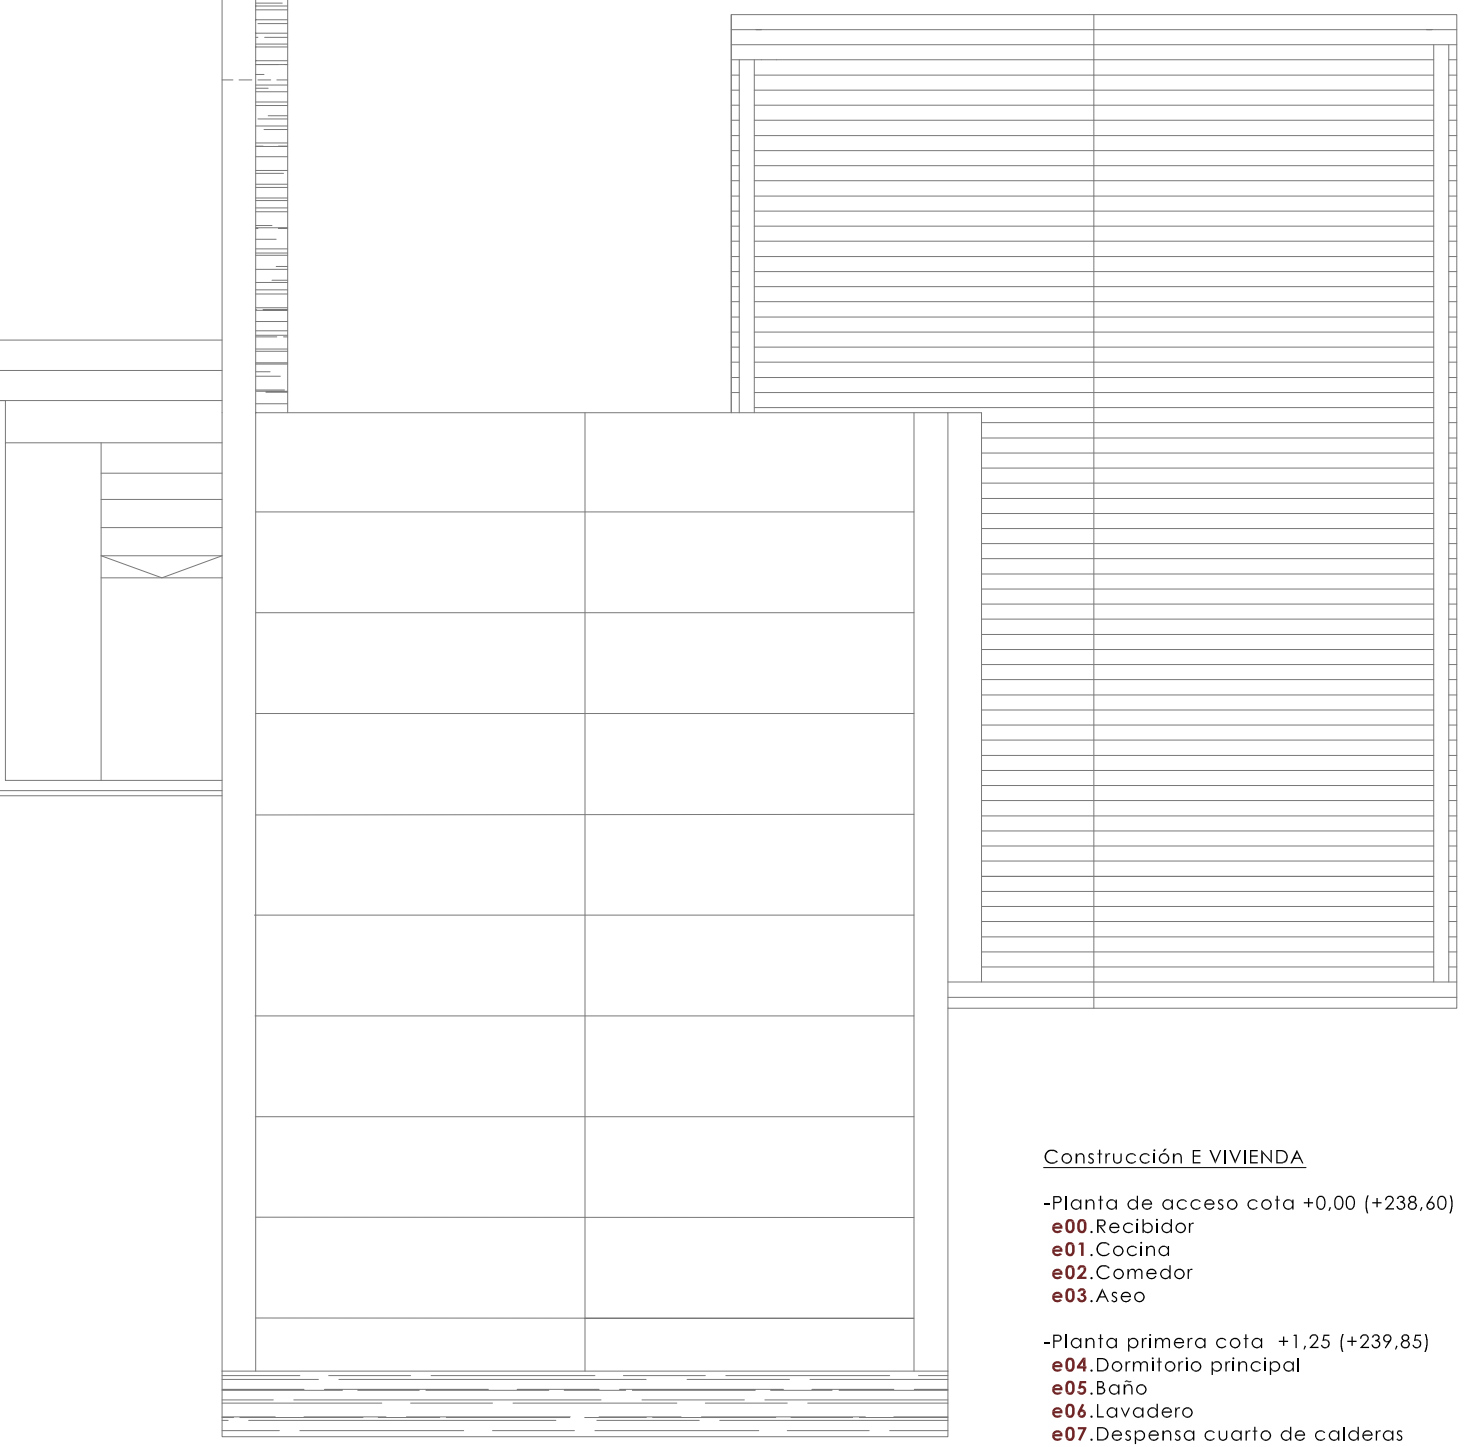 Construcción E VIVIENDA
-Planta de acceso cota +0,00 (+238,60)
e00.Recibidor
e01.Cocina
e02.Comedor
e03.Aseo
-Planta primera cota +1,25 (+239,85)
e04.Dormitorio principal
e05.Baño
e06.Lavadero
e07.Despensa cuarto de calderas